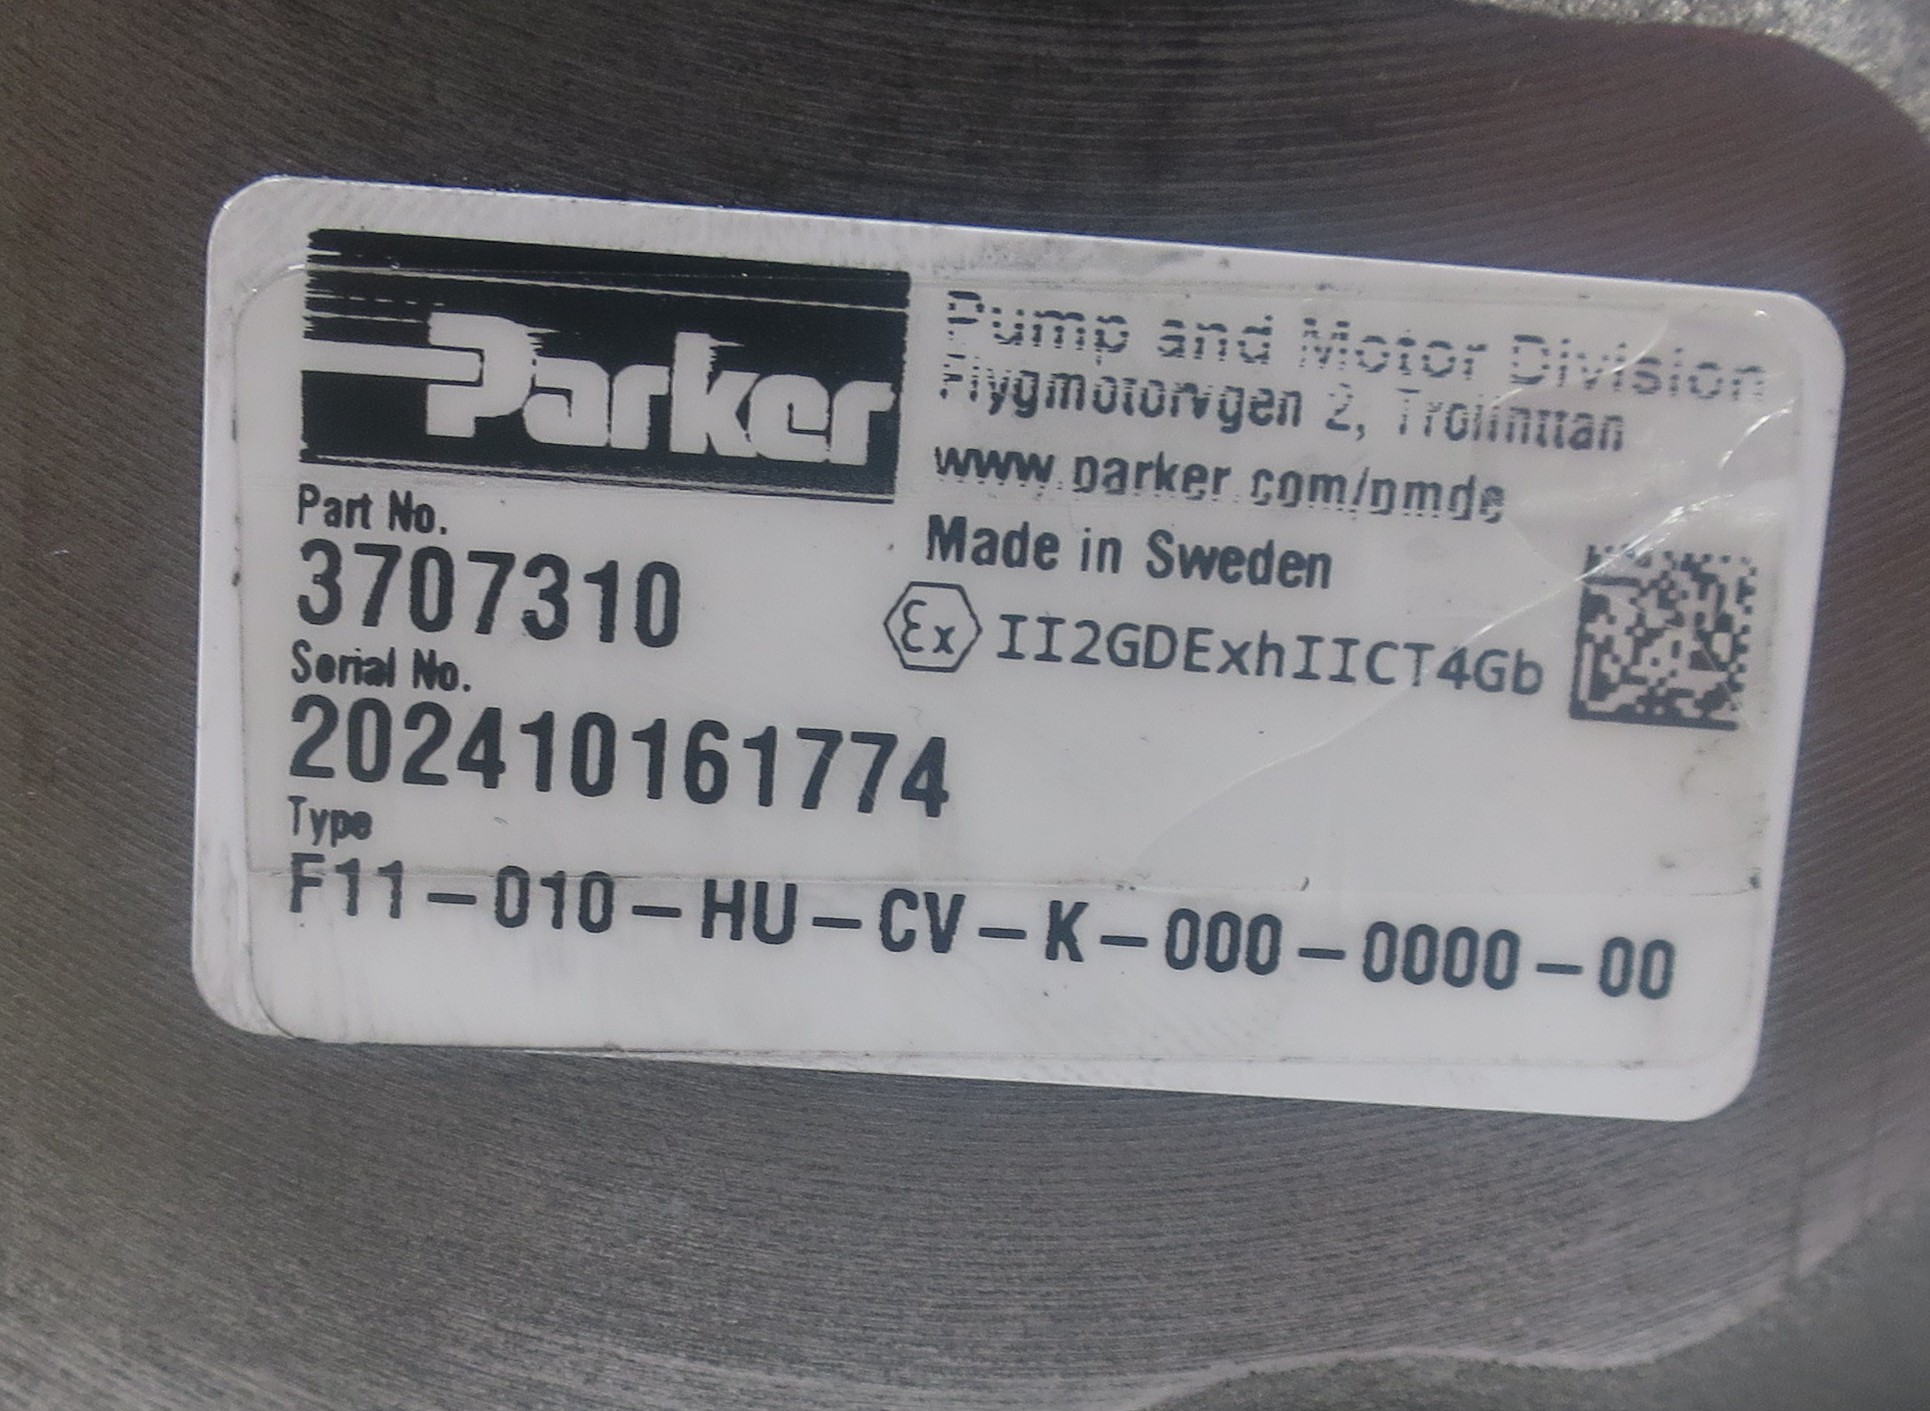 Parker
Pump and Motor Division
Flygmotorvgen 2, Trollhttan
www.parker.com/pmde
Made in Sweden
Part No.
3707310
Ex II2GDExhIICT4Gb
Serial No.
202410161774
Type
F11-010-HU-CV-K-000-0000-00